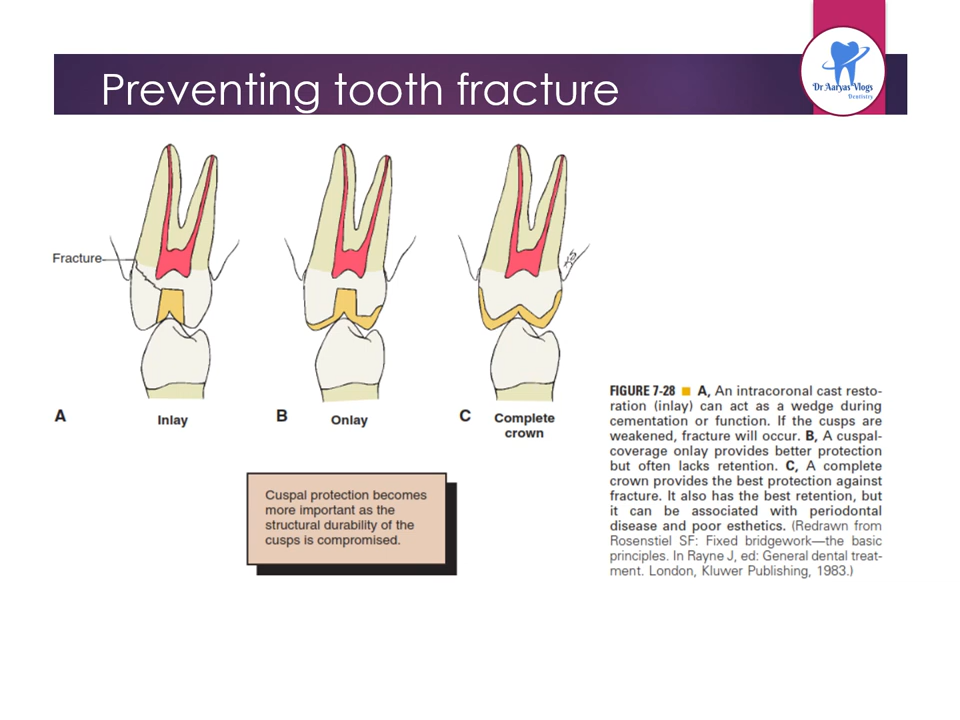 Preventing tooth fracture
Dr Aaryas Vlogs
Dentistry
Fracture
A
Inlay
B
Onlay
C
Complete
crown
FIGURE 7-28 ■ A, An intracoronal cast resto-
ration (inlay) can act as a wedge during
cementation or function. If the cusps are
weakened, fracture will occur. B, A cuspal-
coverage onlay provides better protection
but often lacks retention. C, A complete
crown provides the best protection against
fracture. It also has the best retention, but
it can be associated with periodontal
disease and poor esthetics. (Redrawn from
Rosenstiel SF: Fixed bridgework—the basic
principles. In Rayne J, ed: General dental treat-
ment. London, Kluwer Publishing, 1983.)
Cuspal protection becomes
more important as the
structural durability of the
cusps is compromised.